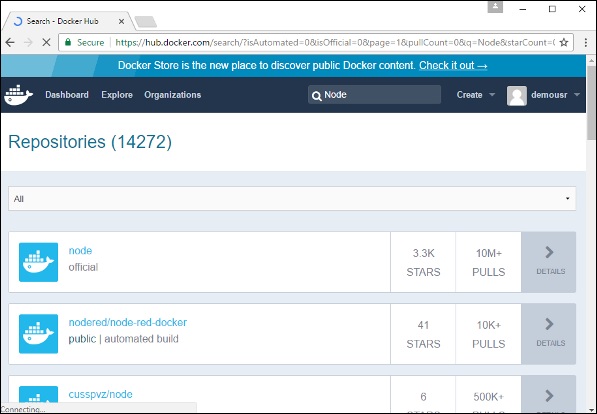 Search - Docker Hub
Secure https://hub.docker.com/search/?isAutomated=0&isOfficial=0&page=1&pullCount=0&q=Node&starCount=0
Docker Store is the new place to discover public Docker content. Check it out →
Dashboard Explore Organizations Node Create demousr
Repositories (14272)
All
node
official
3.3K
STARS
10M+
PULLS
DETAILS
nodered/node-red-docker
public | automated build
41
STARS
10K+
PULLS
DETAILS
cusspvz/node
6
STARS
500K+
PULLS
Connecting...